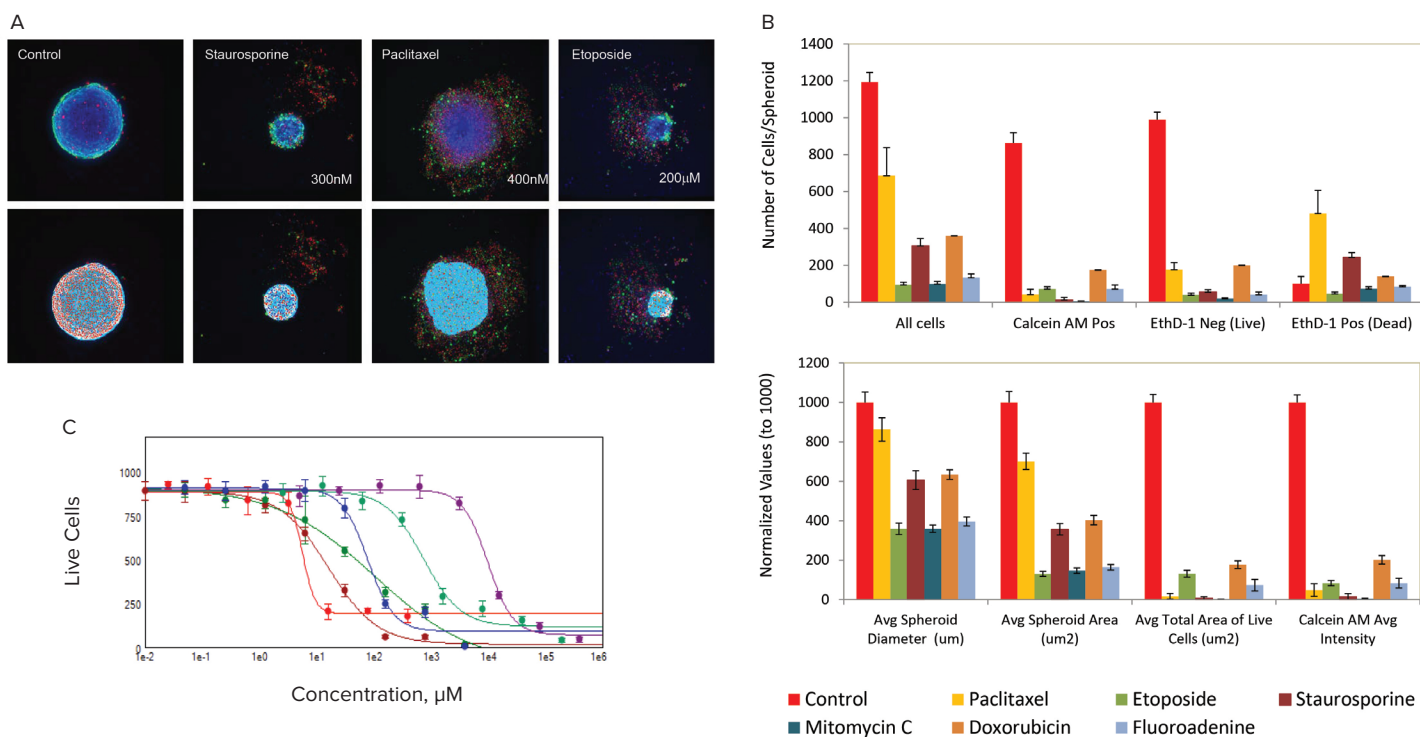 A
Control
Staurosporine
Paclitaxel
Etoposide
300nM
400nM
200µM
B
Number of Cells/Spheroid
1400
1200
1000
800
600
400
200
0
All cells
Calcein AM Pos
EthD-1 Neg (Live)
EthD-1 Pos (Dead)
Normalized Values (to 1000)
1200
1000
800
600
400
200
0
Avg Spheroid
Diameter (um)
Avg Spheroid Area
(um2)
Avg Total Area of Live
Cells (um2)
Calcein AM Avg
Intensity
Control
Paclitaxel
Etoposide
Staurosporine
Mitomycin C
Doxorubicin
Fluoroadenine
C
Live Cells
1000
750
500
250
0
1e-2
1e-1
1e0
1e1
1e2
1e3
1e4
1e5
1e6
Concentration, µM